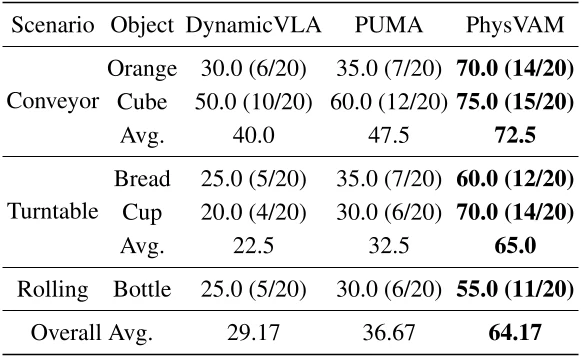 Scenario Object DynamicVLA PUMA PhysVAM
Orange 30.0 (6/20) 35.0 (7/20) 70.0 (14/20)
Conveyor Cube 50.0 (10/20) 60.0 (12/20) 75.0 (15/20)
Avg. 40.0 47.5 72.5
Bread 25.0 (5/20) 35.0 (7/20) 60.0 (12/20)
Turntable Cup 20.0 (4/20) 30.0 (6/20) 70.0 (14/20)
Avg. 22.5 32.5 65.0
Rolling Bottle 25.0 (5/20) 30.0 (6/20) 55.0 (11/20)
Overall Avg. 29.17 36.67 64.17